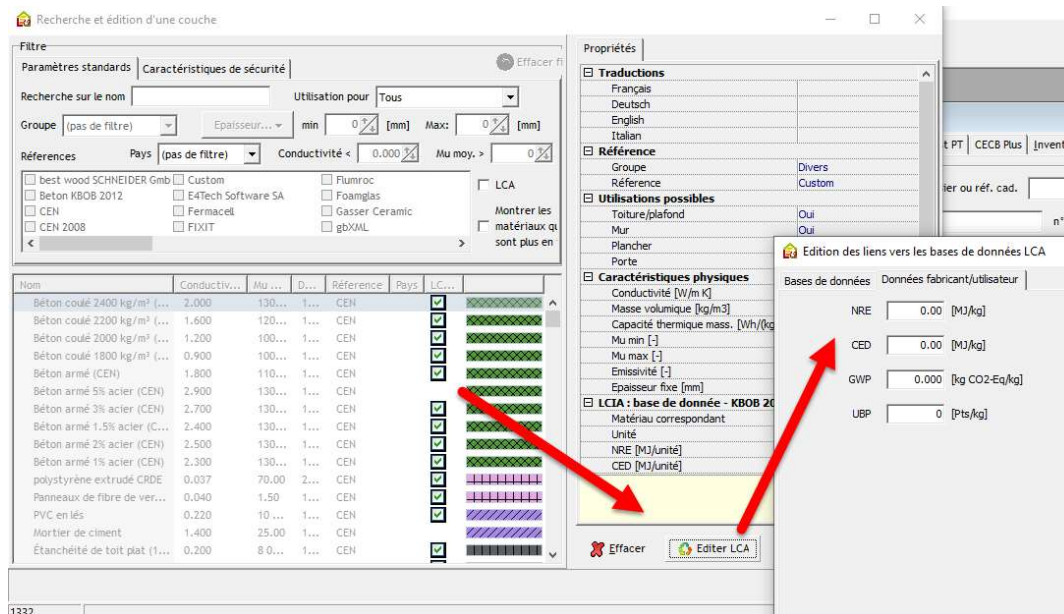 Recherche et édition d'une couche
Filtre
Paramètres standards
Caractéristiques de sécurité
Effacer fi
Recherche sur le nom
Utilisation pour Tous
Groupe (pas de filtre) Epaisseur... min 0 [mm] Max: 0 [mm]
Réferences Pays (pas de filtre) Conductivité < 0.000 Mu moy. > 0
best wood SCHNEIDER Gmb Custom Flumroc
Beton KBOB 2012 E4Tech Software SA Foamglas
CEN Fermacell Gasser Ceramic
CEN 2008 FIXIT gbXML
LCA
Montrer les
matériaux qu
sont plus en
Nom Conductiv... Mu ... D... Réference Pays LC...
Béton coulé 2400 kg/m³ (... 2.000 130... 1... CEN
Béton coulé 2200 kg/m³ (... 1.600 120... 1... CEN
Béton coulé 2000 kg/m³ (... 1.200 100... 1... CEN
Béton coulé 1800 kg/m³ (... 0.900 100... 1... CEN
Béton armé (CEN) 1.800 110... 1... CEN
Béton armé 5% acier (CEN) 2.900 130... 1... CEN
Béton armé 3% acier (CEN) 2.700 130... 1... CEN
Béton armé 1.5% acier (C... 2.400 130... 1... CEN
Béton armé 2% acier (CEN) 2.500 130... 1... CEN
Béton armé 1% acier (CEN) 2.300 130... 1... CEN
polystyrène extrudé CRDE 0.037 70.00 2... CEN
Panneaux de fibre de ver... 0.040 1.50 1... CEN
PVC en lés 0.220 10 ... 1... CEN
Mortier de ciment 1.400 25.00 1... CEN
Étanchéité de toit plat (1... 0.200 8 0... 1... CEN
1332
Propriétés
Traductions
Français
Deutsch
English
Italian
Référence
Groupe Divers
Réference Custom
Utilisations possibles
Toiture/plafond Oui
Mur Oui
Plancher
Porte
Caractéristiques physiques
Conductivité [W/m K]
Masse volumique [kg/m3]
Capacité thermique mass. [Wh/(kg
Mu min [-]
Mu max [-]
Emissivité [-]
Epaisseur fixe [mm]
LCIA : base de donnée - KBOB 20
Matériau correspondant
Unité
NRE [MJ/unité]
CED [MJ/unité]
Effacer
Editer LCA
t PT CECB Plus Invent
ier ou réf. cad.
n°
Edition des liens vers les bases de données LCA
Bases de données Données fabricant/utilisateur
NRE 0.00 [MJ/kg]
CED 0.00 [MJ/kg]
GWP 0.000 [kg CO2-Eq/kg]
UBP 0 [Pts/kg]